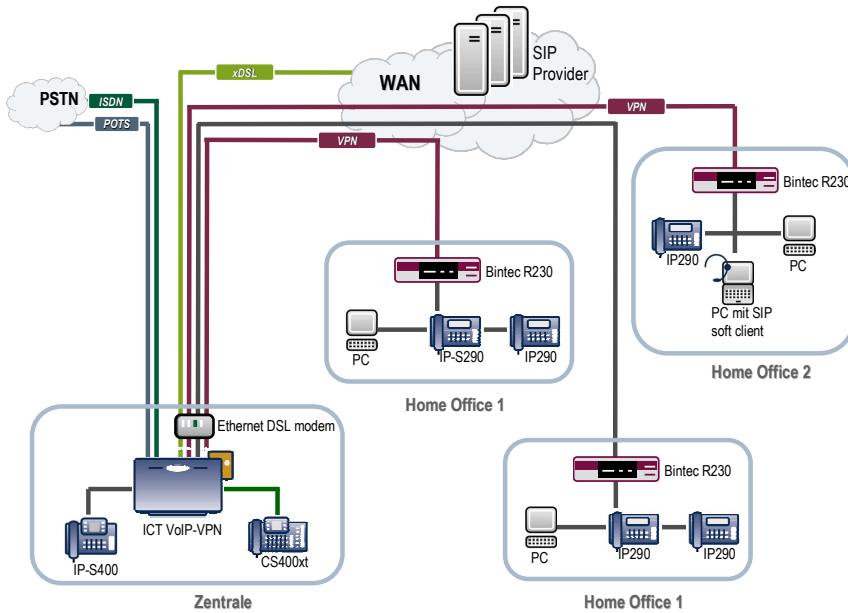 SIP
Provider
WAN
xDSL
PSTN
ISDN
POTS
VPN
VPN
Bintec R230
IP290
PC
PC mit SIP
soft client
Home Office 2
Bintec R230
PC
IP-S290
IP290
Home Office 1
Ethernet DSL modem
ICT VoIP-VPN
IP-S400
CS400xt
Zentrale
Bintec R230
PC
IP290
IP290
Home Office 1